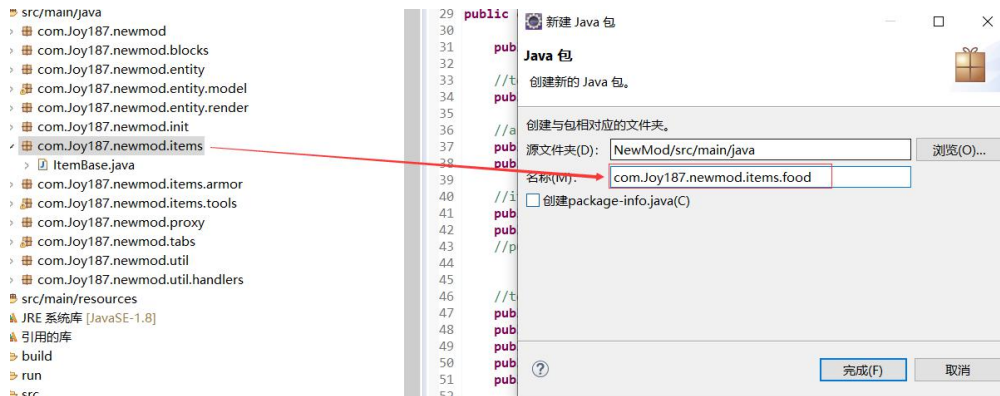 src/main/java
com.Joy187.newmod
com.Joy187.newmod.blocks
com.Joy187.newmod.entity
com.Joy187.newmod.entity.model
com.Joy187.newmod.entity.render
com.Joy187.newmod.init
com.Joy187.newmod.items
ItemBase.java
com.Joy187.newmod.items.armor
com.Joy187.newmod.items.tools
com.Joy187.newmod.proxy
com.Joy187.newmod.tabs
com.Joy187.newmod.util
com.Joy187.newmod.util.handlers
src/main/resources
JRE 系统库 [JavaSE-1.8]
引用的库
build
run
src
29 public
30
31 pub
32
33 //t
34 pub
35
36 //a
37 pub
38 pub
39
40 //i
41 pub
42 pub
43 //p
44
45
46 //t
47 pub
48 pub
49 pub
50 pub
51 pub
52
新建 Java 包
Java 包
创建新的 Java 包。
创建与包相对应的文件夹。
源文件夹(D): NewMod/src/main/java 浏览(O)...
名称(M): com.Joy187.newmod.items.food
创建package-info.java(C)
完成(F) 取消